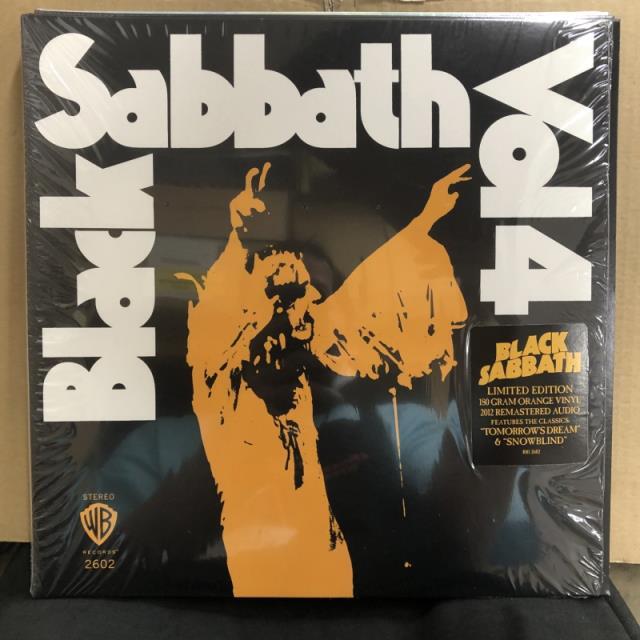 Black Sabbath Vol 4
BLACK
SABBATH
LIMITED EDITION
180 GRAM ORANGE VINYL
2012 REMASTERED AUDIO
FEATURES THE CLASSICS:
"TOMORROW'S DREAM"
& "SNOWBLIND"
STEREO
WB
RECORDS
2602